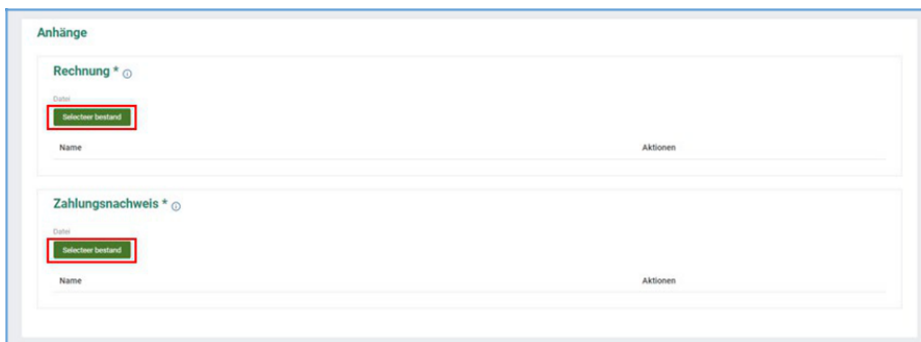 Anhänge
Rechnung *
Datei
Selecteer bestand
Name Aktionen
Zahlungsnachweis *
Datei
Selecteer bestand
Name Aktionen